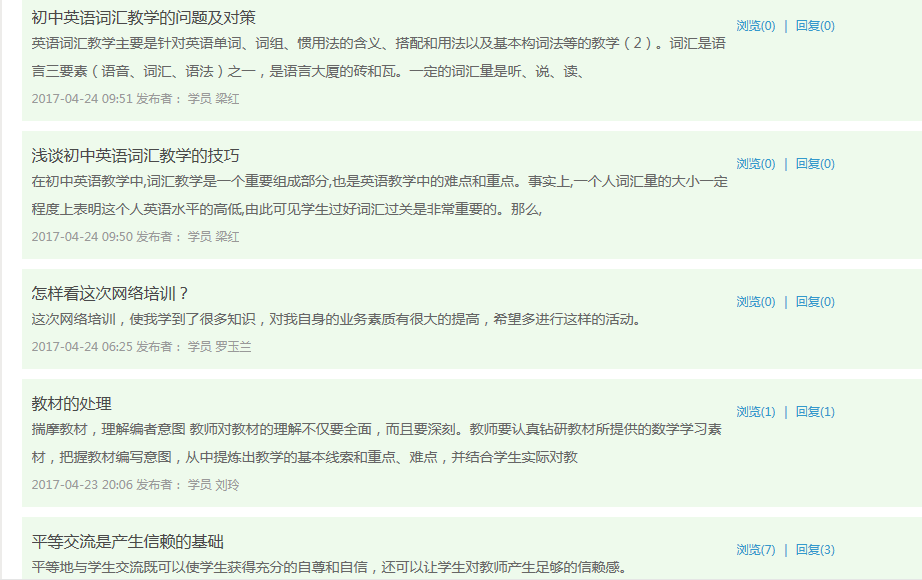 初中英语词汇教学的问题及对策
浏览(0) | 回复(0)
英语词汇教学主要是针对英语单词、词组、惯用法的含义、搭配和用法以及基本构词法等的教学（2）。词汇是语
言三要素（语音、词汇、语法）之一，是语言大厦的砖和瓦。一定的词汇量是听、说、读、
2017-04-24 09:51 发布者： 学员 梁红
浅谈初中英语词汇教学的技巧
浏览(0) | 回复(0)
在初中英语教学中,词汇教学是一个重要组成部分,也是英语教学中的难点和重点。事实上,一个人词汇量的大小一定
程度上表明这个人英语水平的高低,由此可见学生过好词汇过关是非常重要的。那么,
2017-04-24 09:50 发布者： 学员 梁红
怎样看这次网络培训？
浏览(0) | 回复(0)
这次网络培训，使我学到了很多知识，对我自身的业务素质有很大的提高，希望多进行这样的活动。
2017-04-24 06:25 发布者： 学员 罗玉兰
教材的处理
浏览(1) | 回复(1)
揣摩教材，理解编者意图 教师对教材的理解不仅要全面，而且要深刻。教师要认真钻研教材所提供的数学学习素
材，把握教材编写意图，从中提炼出教学的基本线索和重点、难点，并结合学生实际对教
2017-04-23 20:06 发布者： 学员 刘玲
平等交流是产生信赖的基础
浏览(7) | 回复(3)
平等地与学生交流既可以使学生获得充分的自尊和自信，还可以让学生对教师产生足够的信赖感。